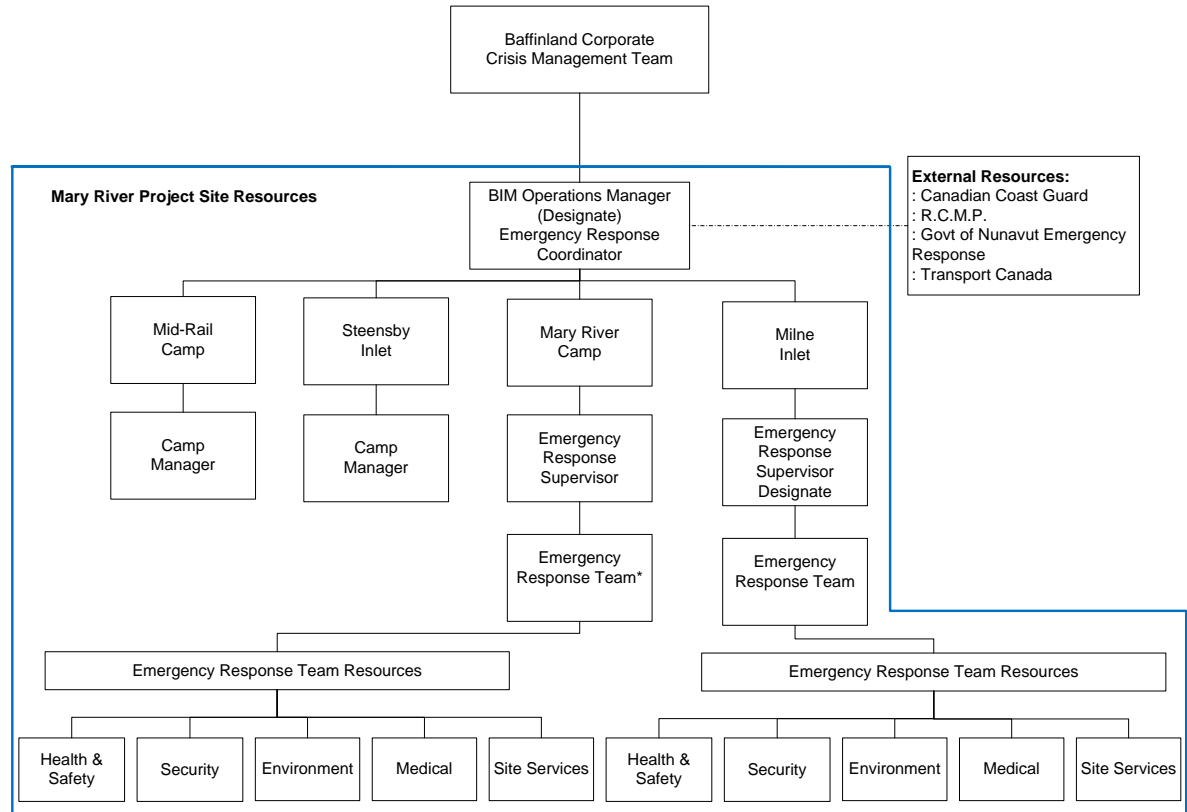 Baffinland Corporate
Crisis Management Team
Mary River Project Site Resources
BIM Operations Manager
(Designate)
Emergency Response
Coordinator
External Resources:
: Canadian Coast Guard
: R.C.M.P.
: Govt of Nunavut Emergency
Response
: Transport Canada
Mid-Rail
Camp
Steensby
Inlet
Mary River
Camp
Milne
Inlet
Camp
Manager
Camp
Manager
Emergency
Response
Supervisor
Emergency
Response
Supervisor
Designate
Emergency
Response Team*
Emergency
Response Team
Emergency Response Team Resources
Emergency Response Team Resources
Health &
Safety
Security
Environment
Medical
Site Services
Health &
Safety
Security
Environment
Medical
Site Services